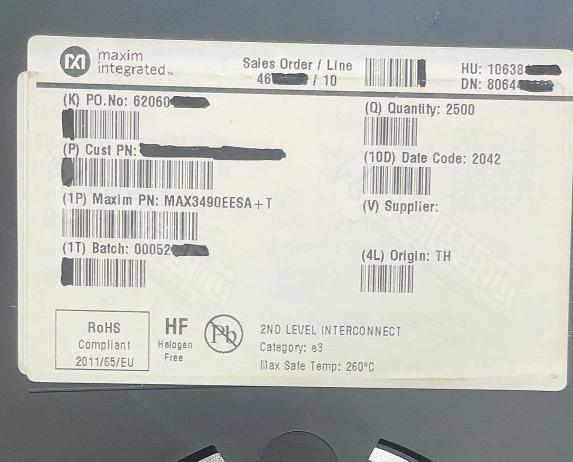 maxim
integrated™
Sales Order / Line
46 / 10
HU: 10638
DN: 8064
(K) PO.No: 62060
(Q) Quantity: 2500
(P) Cust PN:
(10D) Date Code: 2042
(1P) Maxim PN: MAX3490EESA+T
(V) Supplier:
(1T) Batch: 00052
(4L) Origin: TH
RoHS
Compliant
2011/65/EU
HF
Halogen
Free
Pb
2ND LEVEL INTERCONNECT
Category: e3
Max Safe Temp: 260°C